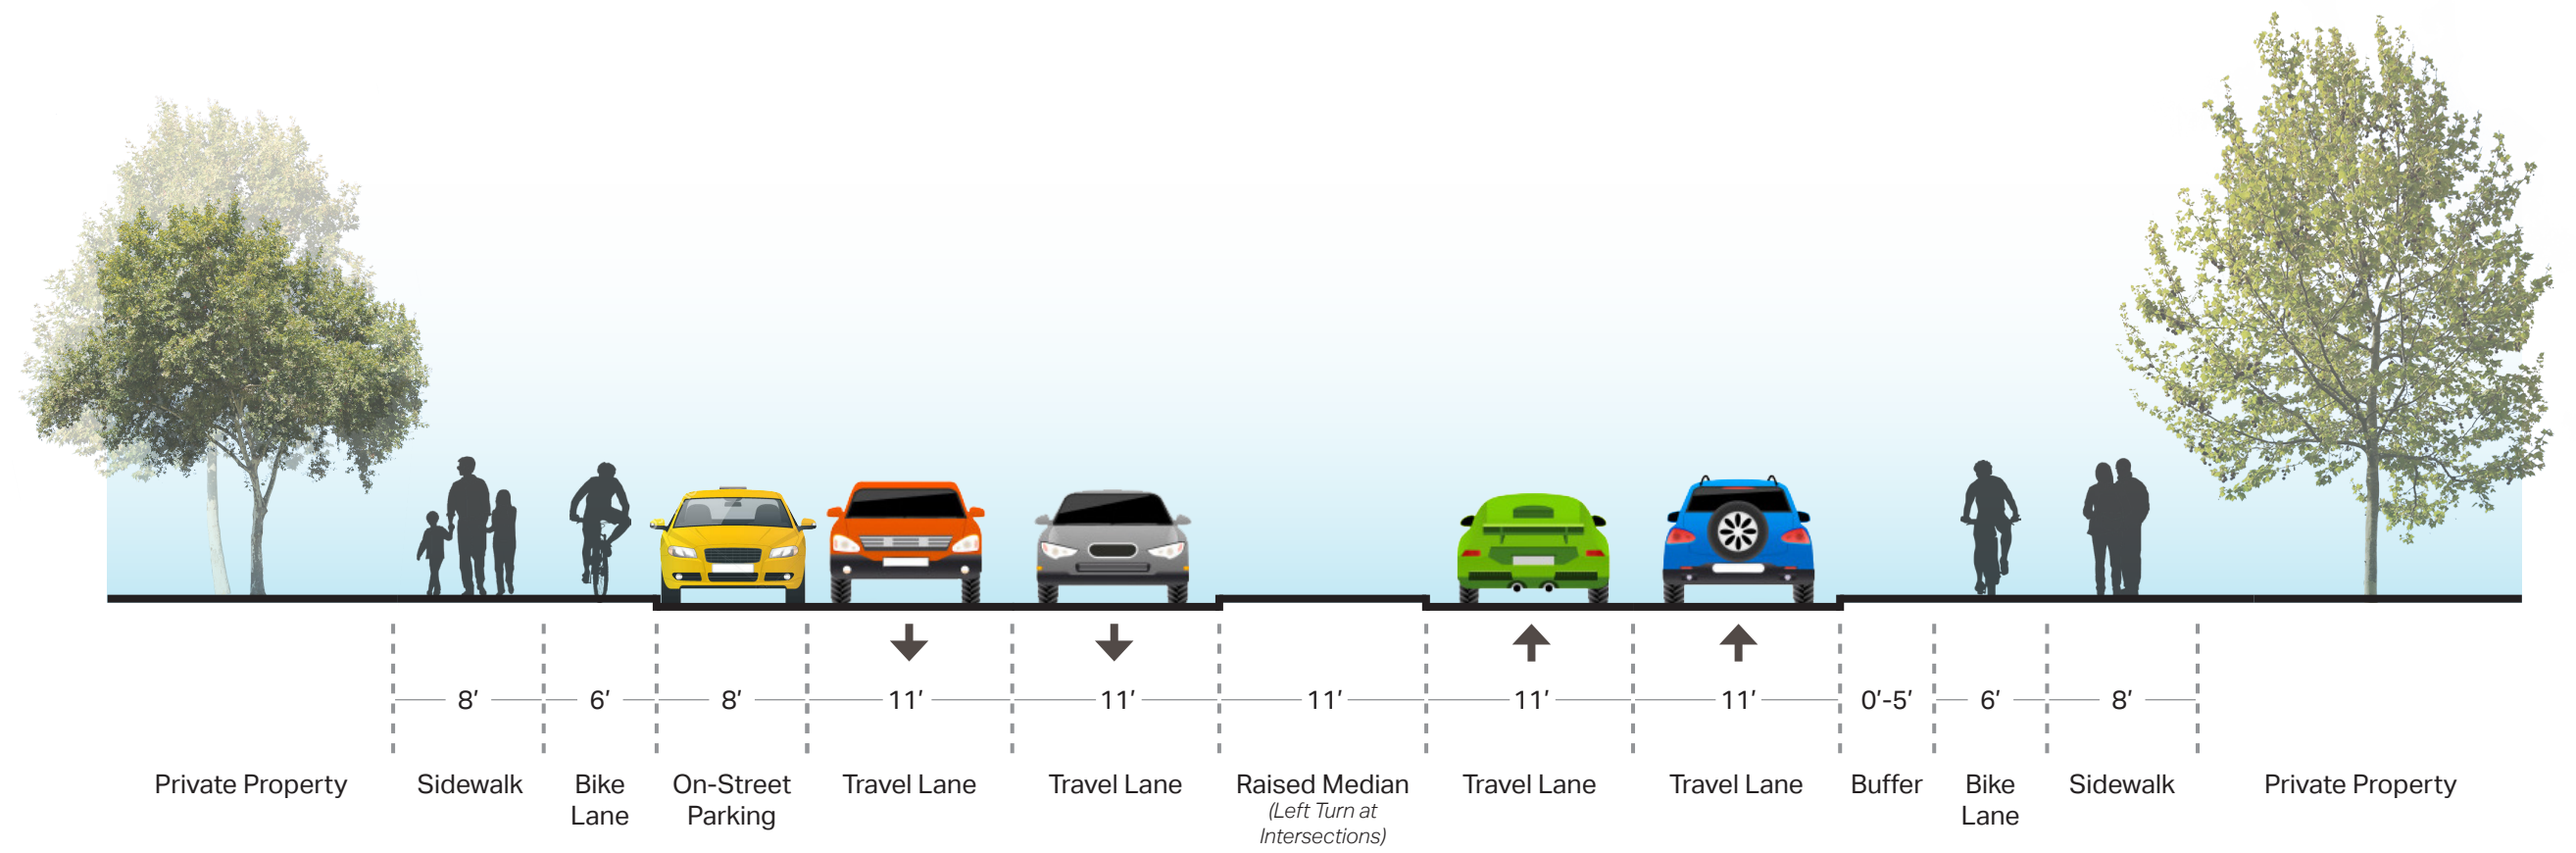 8’ 6’ 8’ 11’ 11’ 11’ 11’ 11’ 0’-5’ 6’ 8’
Private Property Sidewalk Bike On-Street Travel Lane Travel Lane Raised Median Travel Lane Travel Lane Buffer Bike Sidewalk Private Property
Lane Parking (Left Turn at Lane
Intersections)